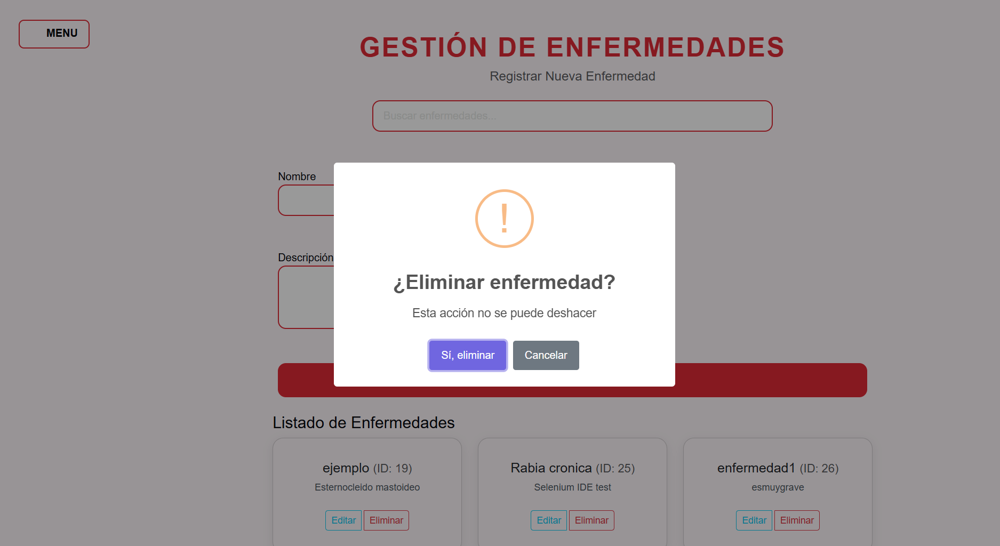 MENU
GESTIÓN DE ENFERMEDADES
Registrar Nueva Enfermedad
Buscar enfermedades...
Nombre
Descripción
!
¿Eliminar enfermedad?
Esta acción no se puede deshacer
Sí, eliminar
Cancelar
Listado de Enfermedades
ejemplo (ID: 19)
Esternocleido mastoideo
Editar
Eliminar
Rabia cronica (ID: 25)
Selenium IDE test
Editar
Eliminar
enfermedad1 (ID: 26)
esmuygrave
Editar
Eliminar